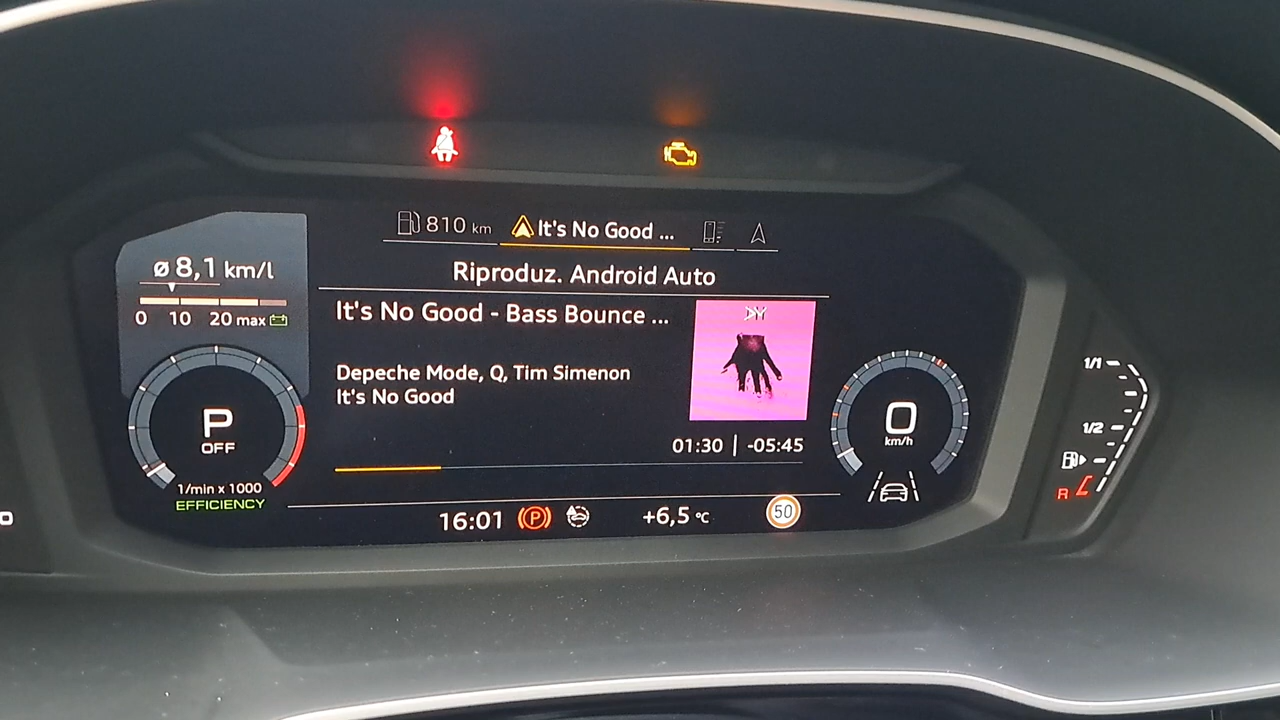 810 km
It's No Good ...
Riproduz. Android Auto
ø 8,1 km/l
0 10 20 max
It's No Good - Bass Bounce ...
Depeche Mode, Q, Tim Simenon
It's No Good
01:30 | -05:45
P
OFF
1/min x 1000
EFFICIENCY
0
km/h
16:01
P
+6,5 °C
50
1/1
1/2
R